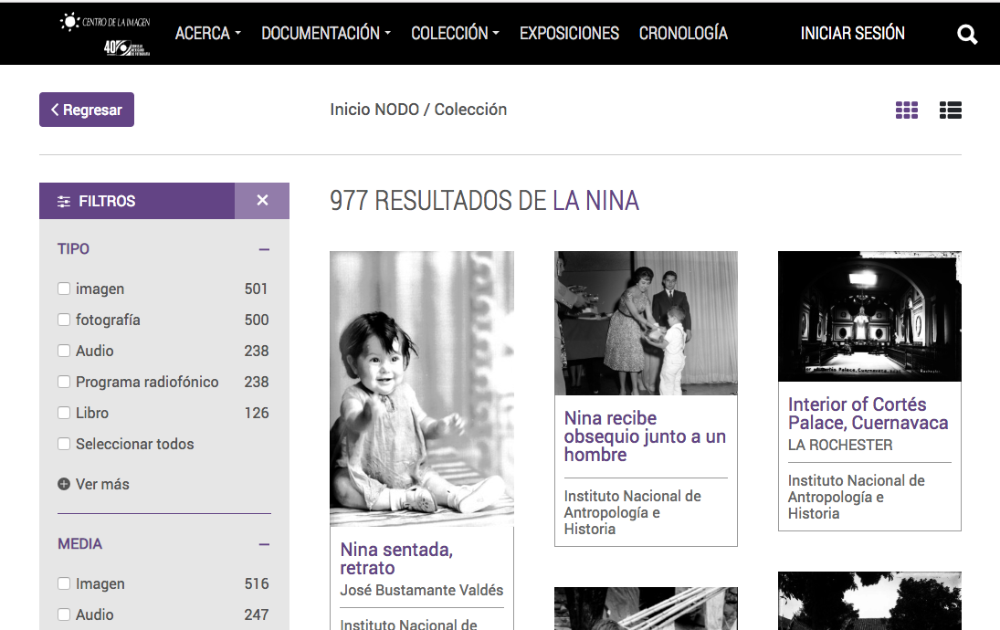 CENTRO DE LA IMAGEN
40
ACERCA
DOCUMENTACIÓN
COLECCIÓN
EXPOSICIONES
CRONOLOGÍA
INICIAR SESIÓN
Regresar
Inicio NODO / Colección
FILTROS
977 RESULTADOS DE LA NINA
TIPO
imagen 501
fotografía 500
Audio 238
Programa radiofónico 238
Libro 126
Seleccionar todos
Ver más
MEDIA
Imagen 516
Audio 247
Nina sentada,
retrato
José Bustamante Valdés
Instituto Nacional de
Nina recibe
obsequio junto a un
hombre
Instituto Nacional de
Antropología e
Historia
Palace, Cuernavaca
Interior of Cortés
Palace, Cuernavaca
LA ROCHESTER
Instituto Nacional de
Antropología e
Historia